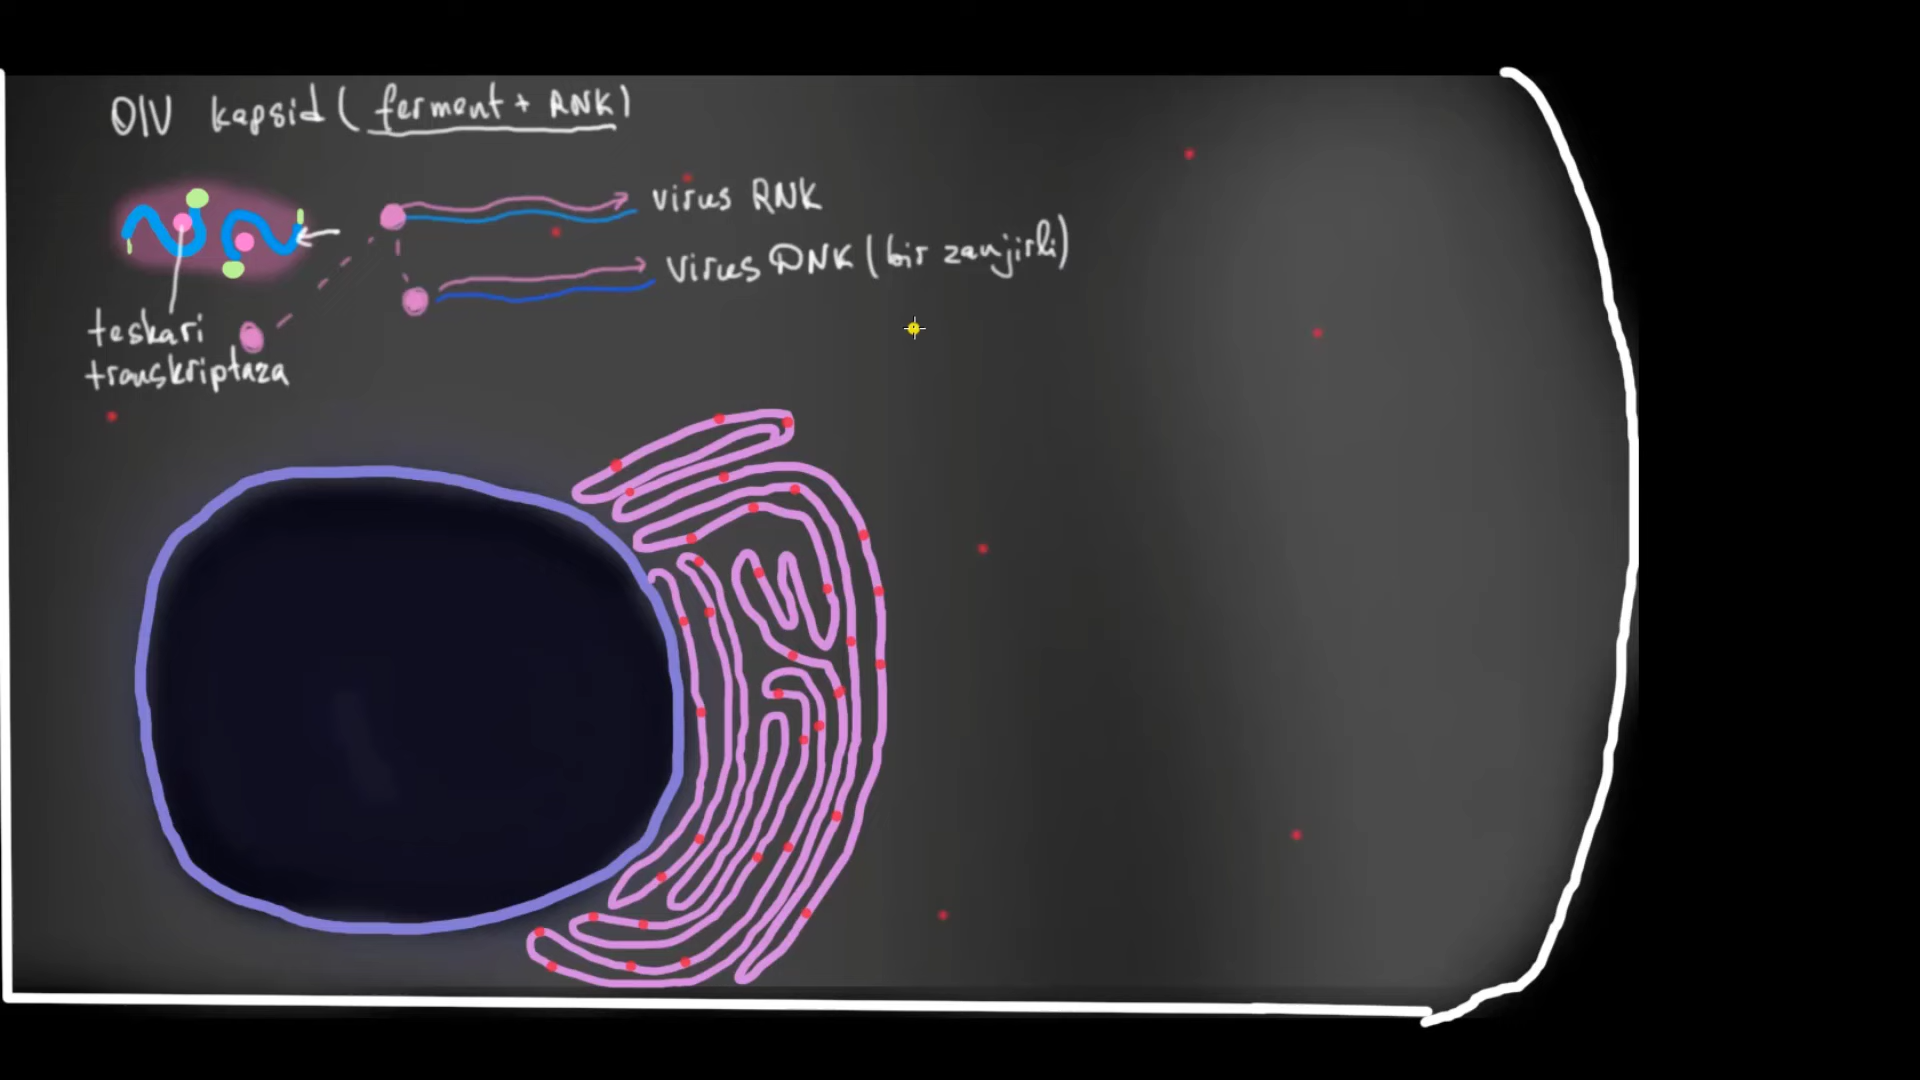 OIV kapsid (ferment + RNK)
virus RNK
virus DNK (bir zanjirli)
teskari
transkriptaza